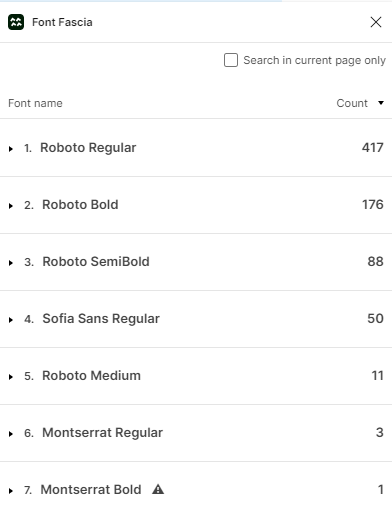 Font Fascia
Search in current page only
Font name Count
1. Roboto Regular 417
2. Roboto Bold 176
3. Roboto SemiBold 88
4. Sofia Sans Regular 50
5. Roboto Medium 11
6. Montserrat Regular 3
7. Montserrat Bold 1